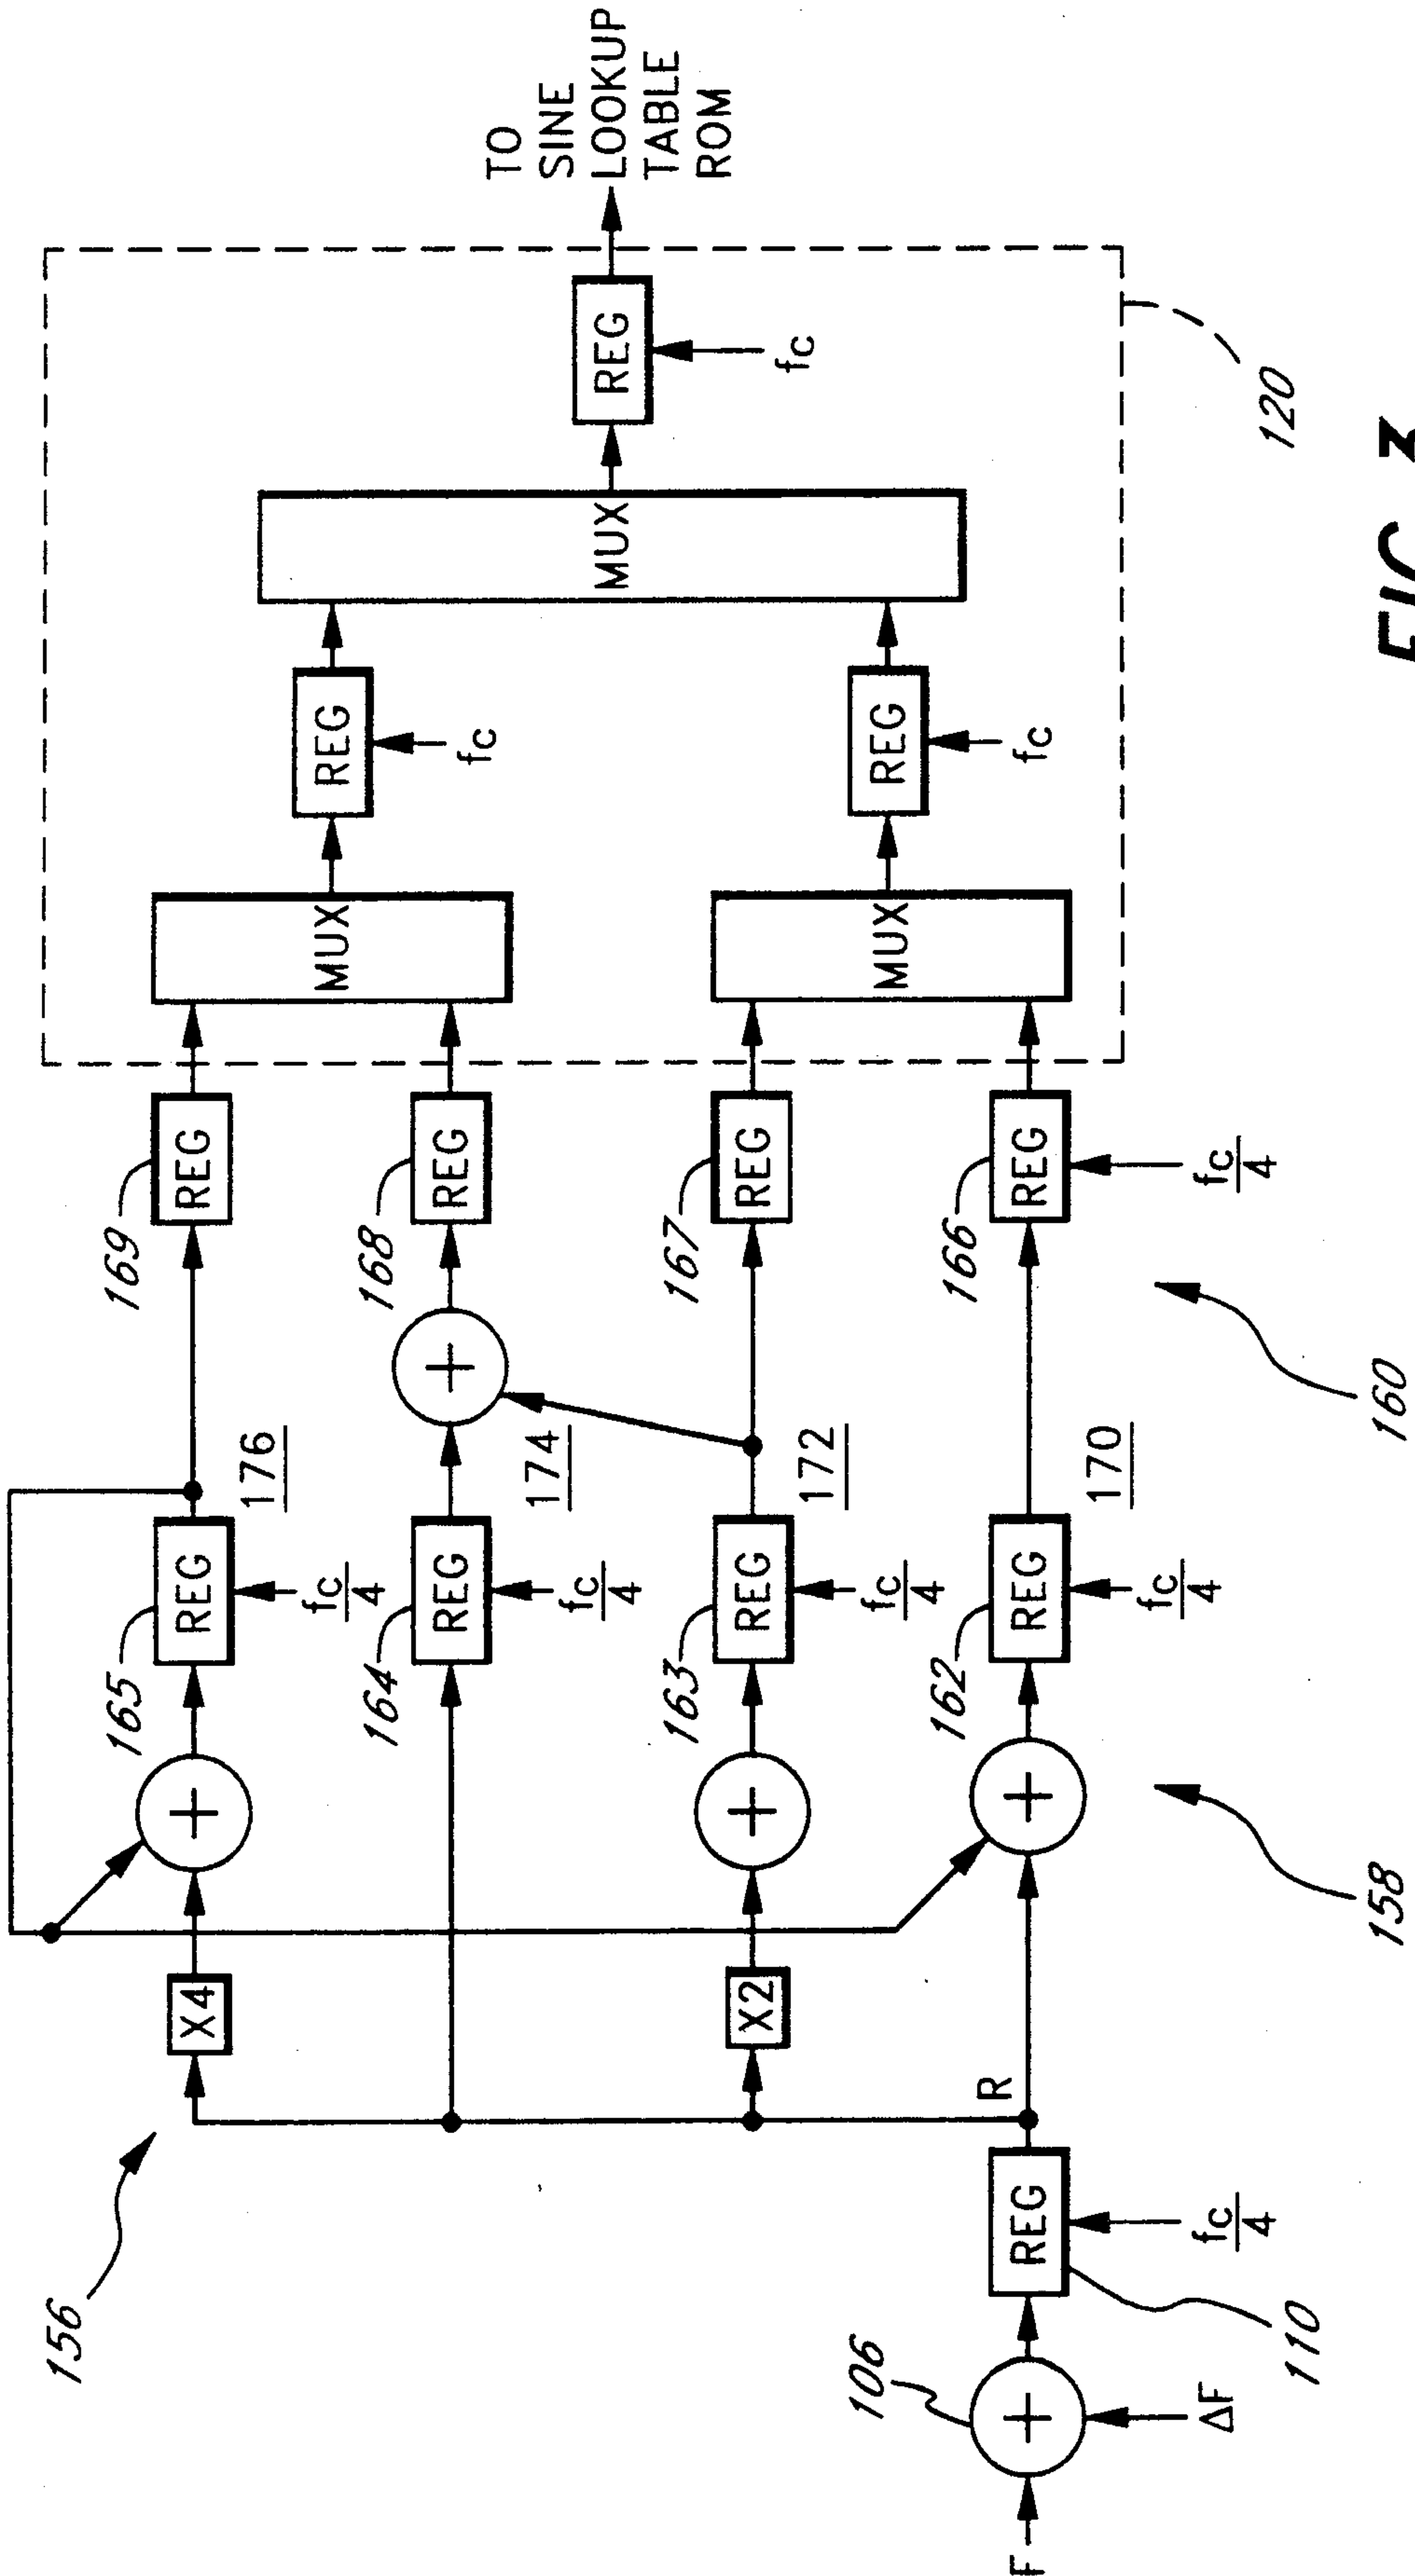 TO
SINE
LOOKUP
TABLE
ROM
169
REG
176
165
REG
fc/4
X4
MUX
REG
fc
168
REG
+
174
164
REG
fc/4
+
MUX
REG
fc
167
REG
172
163
REG
fc/4
+
X2
MUX
REG
fc
166
REG
fc/4
170
162
REG
fc/4
+
R
REG
fc/4
110
106
+
F
ΔF
156
158
160
120
FIG. 3